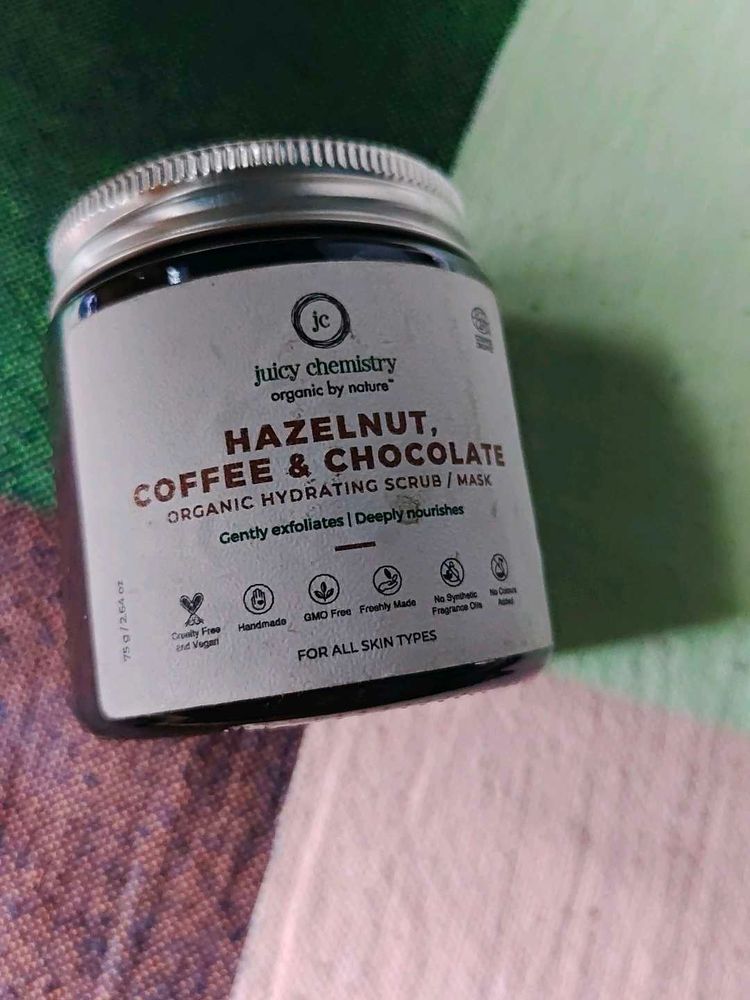 jc
juicy chemistry
organic by nature™
HAZELNUT,
COFFEE & CHOCOLATE
ORGANIC HYDRATING SCRUB / MASK
Gently exfoliates | Deeply nourishes
Cruelty Free
and Vegan
Handmade
GMO Free
Freshly Made
No Synthetic
Fragrance Oils
No Colours
Added
FOR ALL SKIN TYPES
75 g / 2.64 oz